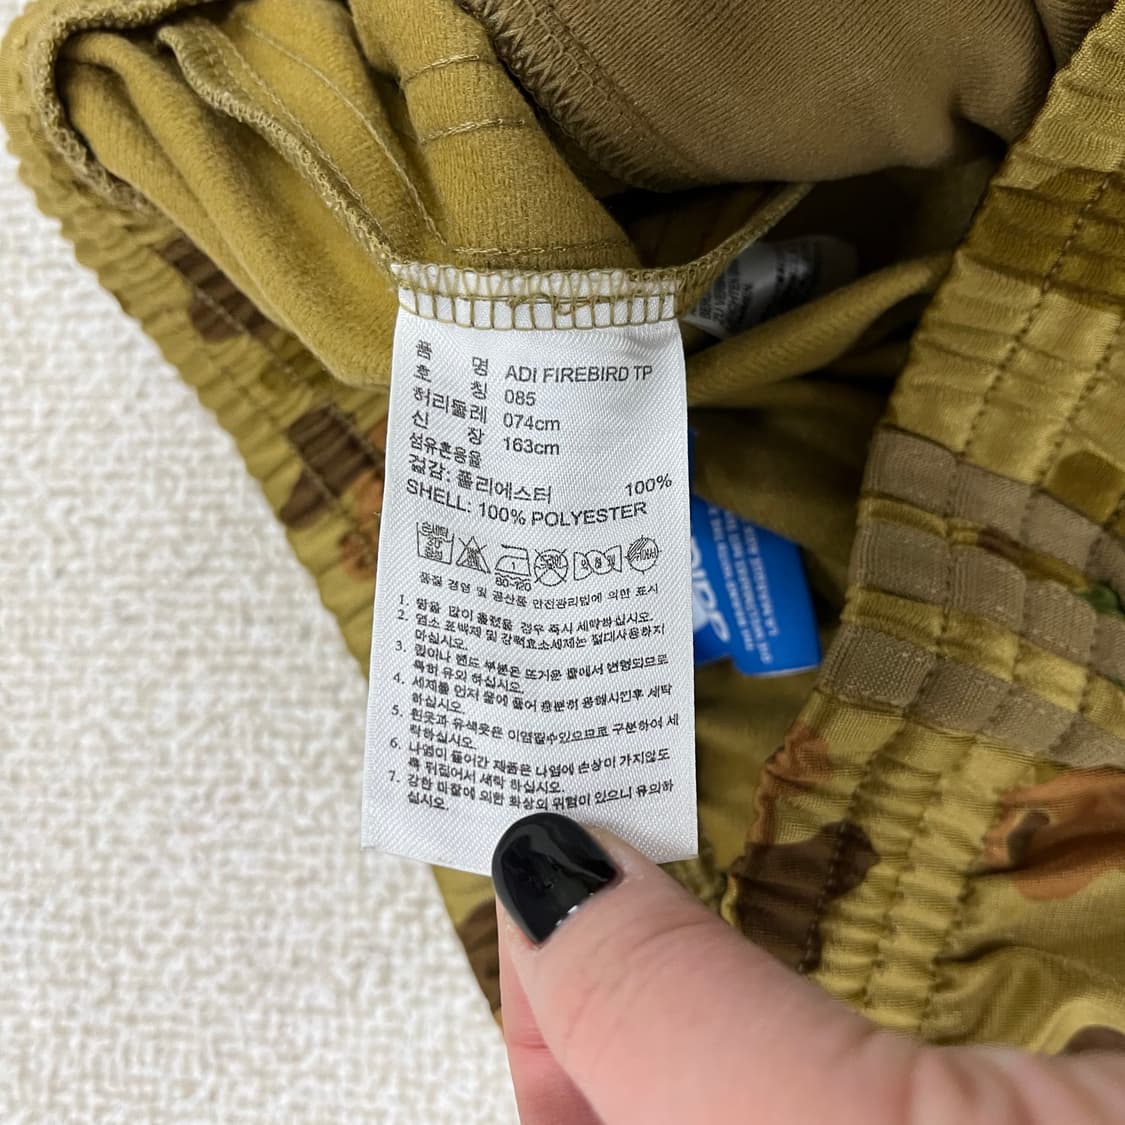 품 명 ADI FIREBIRD TP
호 칭 085
허리둘레 074cm
신 장 163cm
섬유혼용율
겉감: 폴리에스터 100%
SHELL: 100% POLYESTER
80-120
품질 경영 및 공산품 안전관리법에 의한 표시
1. 땀을 많이 흘렸을 경우 즉시 세탁하십시오.
2. 염소 표백제 및 강력효소세제는 절대사용하지
마십시오.
3. 찜이나 밴드 부분은 뜨거운 물에서 변형되므로
특히 유의 하십시오.
4. 세제를 먼저 물에 풀어 충분히 용해시킨후 세탁
하십시오.
5. 흰옷과 유색옷은 이염될수있으므로 구분하여 세
탁하십시오.
6. 나염이 들어간 제품은 나염에 손상이 가지않도
록 뒤집어서 세탁 하십시오.
7. 강한 마찰에 의한 화상의 위험이 있으니 유의하
십시오.